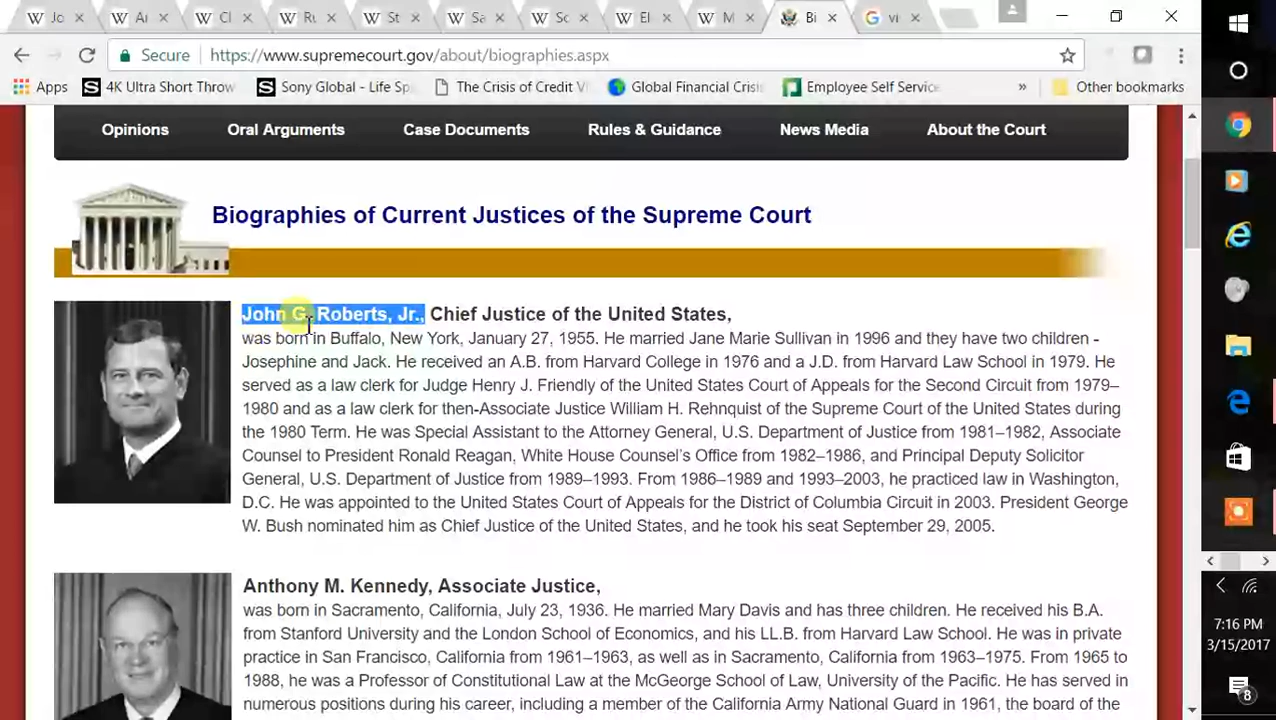 Jo
A
Cl
Ru
St
Sa
So
El
M
Bi
vi
Secure https://www.supremecourt.gov/about/biographies.aspx
Apps 4K Ultra Short Throw Sony Global - Life Sp The Crisis of Credit Vi Global Financial Crisis Employee Self Service » Other bookmarks
Opinions Oral Arguments Case Documents Rules & Guidance News Media About the Court
Biographies of Current Justices of the Supreme Court
John G. Roberts, Jr., Chief Justice of the United States,
was born in Buffalo, New York, January 27, 1955. He married Jane Marie Sullivan in 1996 and they have two children -
Josephine and Jack. He received an A.B. from Harvard College in 1976 and a J.D. from Harvard Law School in 1979. He
served as a law clerk for Judge Henry J. Friendly of the United States Court of Appeals for the Second Circuit from 1979–
1980 and as a law clerk for then-Associate Justice William H. Rehnquist of the Supreme Court of the United States during
the 1980 Term. He was Special Assistant to the Attorney General, U.S. Department of Justice from 1981–1982, Associate
Counsel to President Ronald Reagan, White House Counsel's Office from 1982–1986, and Principal Deputy Solicitor
General, U.S. Department of Justice from 1989–1993. From 1986–1989 and 1993–2003, he practiced law in Washington,
D.C. He was appointed to the United States Court of Appeals for the District of Columbia Circuit in 2003. President George
W. Bush nominated him as Chief Justice of the United States, and he took his seat September 29, 2005.
Anthony M. Kennedy, Associate Justice,
was born in Sacramento, California, July 23, 1936. He married Mary Davis and has three children. He received his B.A.
from Stanford University and the London School of Economics, and his LL.B. from Harvard Law School. He was in private
practice in San Francisco, California from 1961–1963, as well as in Sacramento, California from 1963–1975. From 1965 to
1988, he was a Professor of Constitutional Law at the McGeorge School of Law, University of the Pacific. He has served in
numerous positions during his career, including a member of the California Army National Guard in 1961, the board of the
7:16 PM
3/15/2017
8